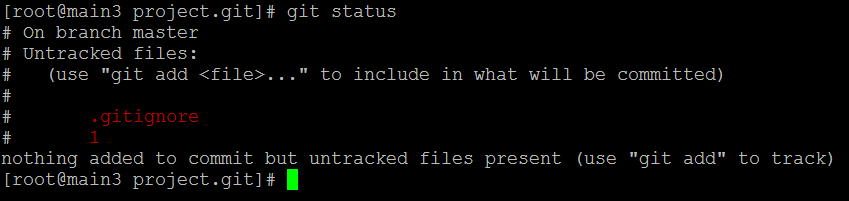 [root@main3 project.git]# git status
# On branch master
# Untracked files:
#   (use "git add <file>..." to include in what will be committed)
#
#       .gitignore
#       1
nothing added to commit but untracked files present (use "git add" to track)
[root@main3 project.git]#